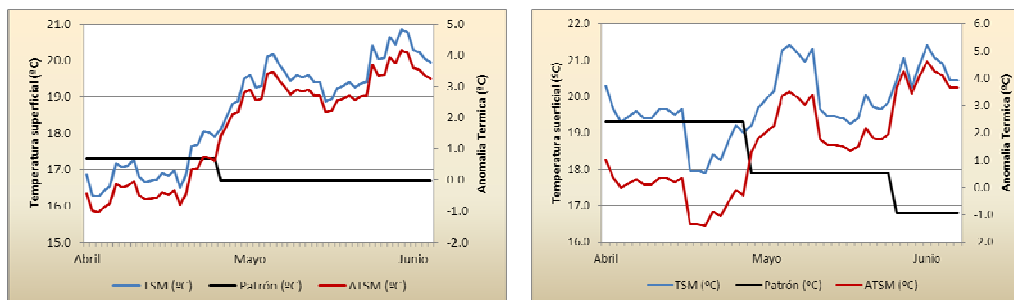 Temperatura superficial (ºC)
21.0
20.0
19.0
18.0
17.0
16.0
15.0
5.0
4.0
3.0
2.0
1.0
0.0
-1.0
-2.0
Anomalia Termica (ºC)
Abril
Mayo
Junio
TSM (ºC)
Patrón (ºC)
ATSM (ºC)
Temperatura suerficial (ºC)
22.0
21.0
20.0
19.0
18.0
17.0
16.0
6.0
5.0
4.0
3.0
2.0
1.0
0.0
-1.0
-2.0
Anomalia Termica (ºC)
Abril
Mayo
Junio
TSM (ºC)
Patrón (ºC)
ATSM (ºC)